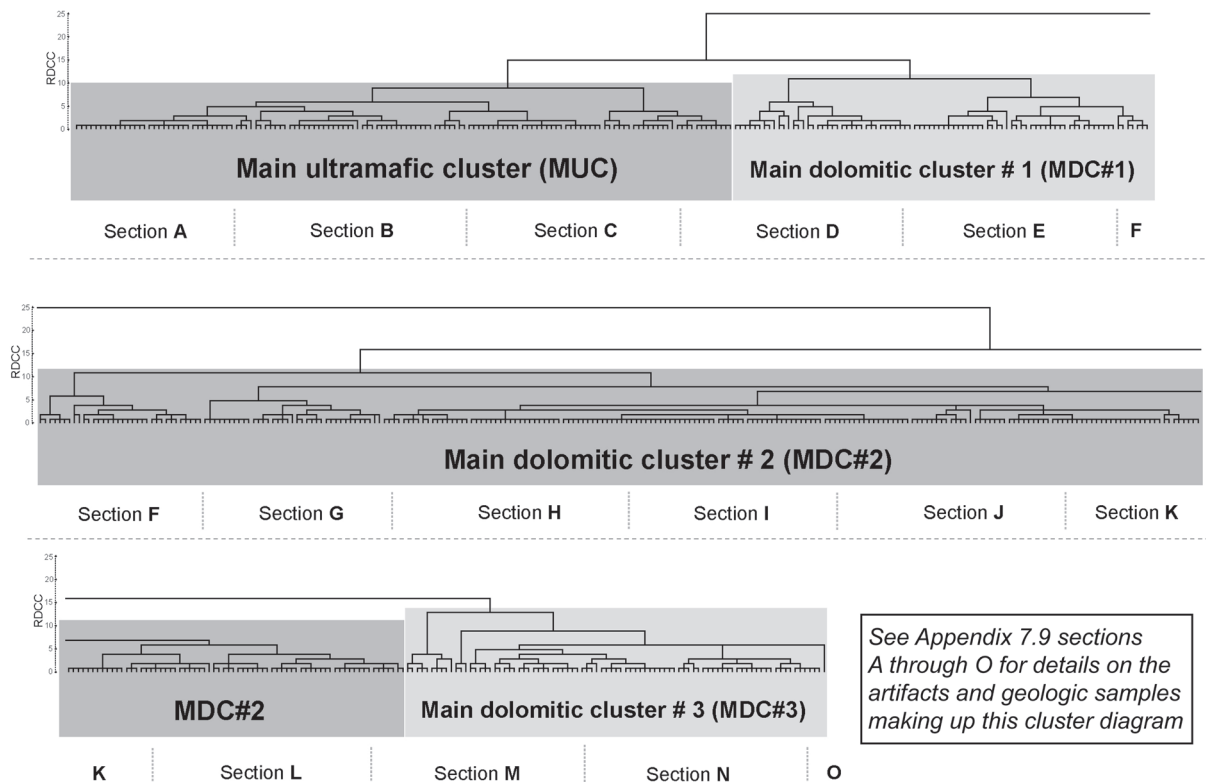 25
20
15
10
5
0
RDCC
Main ultramafic cluster (MUC)
Main dolomitic cluster # 1 (MDC#1)
Section A
Section B
Section C
Section D
Section E
F
25
20
15
10
5
0
RDCC
Main dolomitic cluster # 2 (MDC#2)
Section F
Section G
Section H
Section I
Section J
Section K
25
20
15
10
5
0
RDCC
MDC#2
Main dolomitic cluster # 3 (MDC#3)
See Appendix 7.9 sections
A through O for details on the
artifacts and geologic samples
making up this cluster diagram
K
Section L
Section M
Section N
O